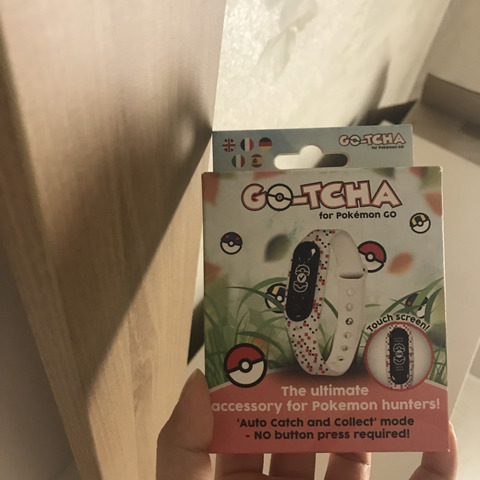 GO-TCHA
for Pokémon GO
GO-TCHA
for Pokémon GO
Touch screen!
The ultimate
accessory for Pokemon hunters!
'Auto Catch and Collect' mode
- NO button press required!